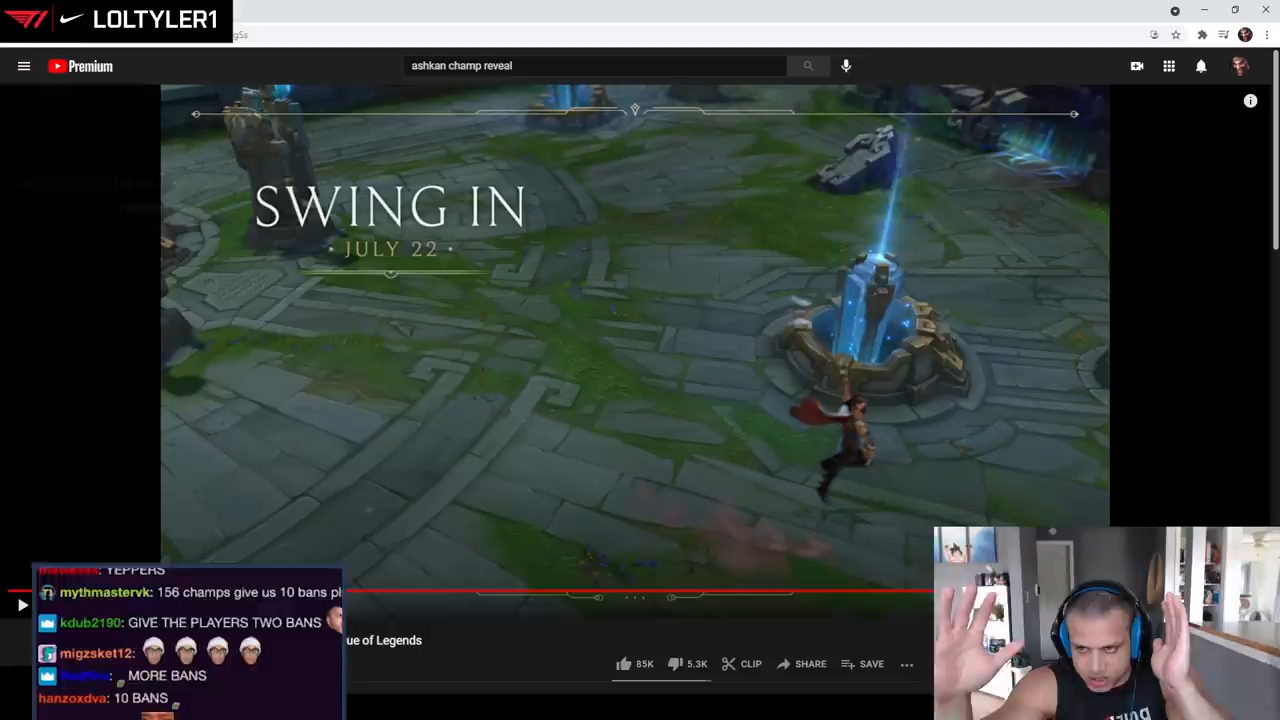 LOLTYLER1
gSs
Premium
ashkan champ reveal
SWING IN
JULY 22
YEPPERS
mythmastervk: 156 champs give us 10 bans pl
kdub2190: GIVE THE PLAYERS TWO BANS
migzsket12:
MORE BANS
hanzoxdva: 10 BANS
ue of Legends
85K
5.3K
CLIP
SHARE
SAVE